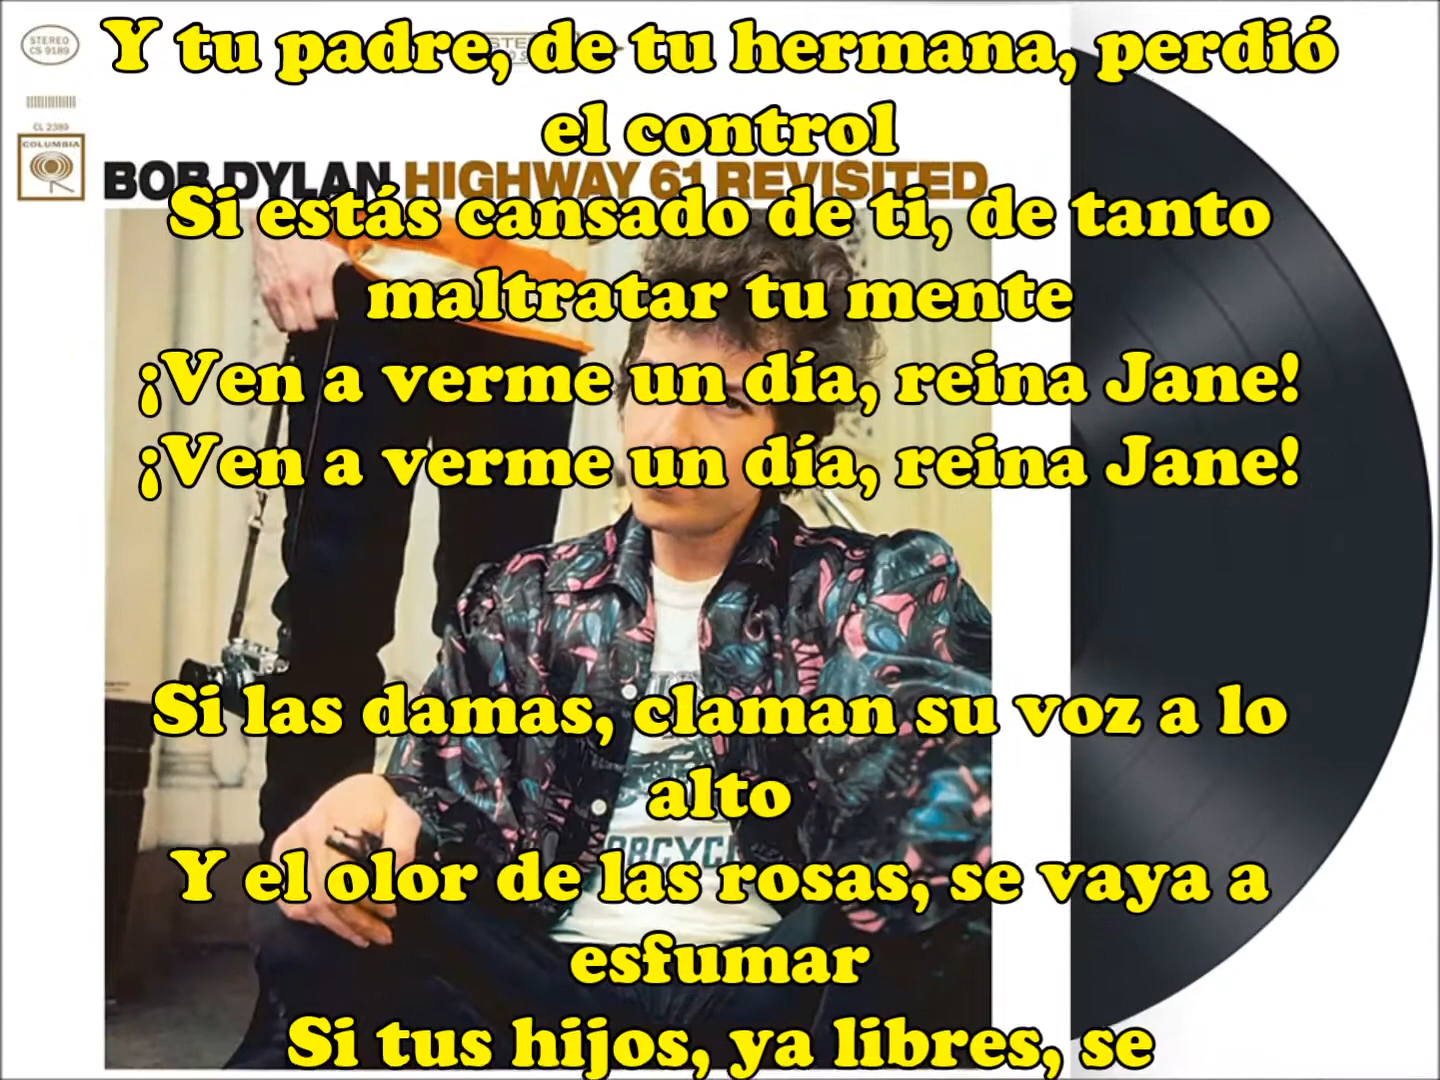 STEREO
CS 9189
Y tu padre, de tu hermana, perdió
el control
CL 2389
COLUMBIA
BOB DYLAN HIGHWAY 61 REVISITED
Si estás cansado de ti, de tanto
maltratar tu mente
¡Ven a verme un día, reina Jane!
¡Ven a verme un día, reina Jane!
Si las damas, claman su voz a lo
alto
Y el olor de las rosas, se vaya a
esfumar
Si tus hijos, ya libres, se